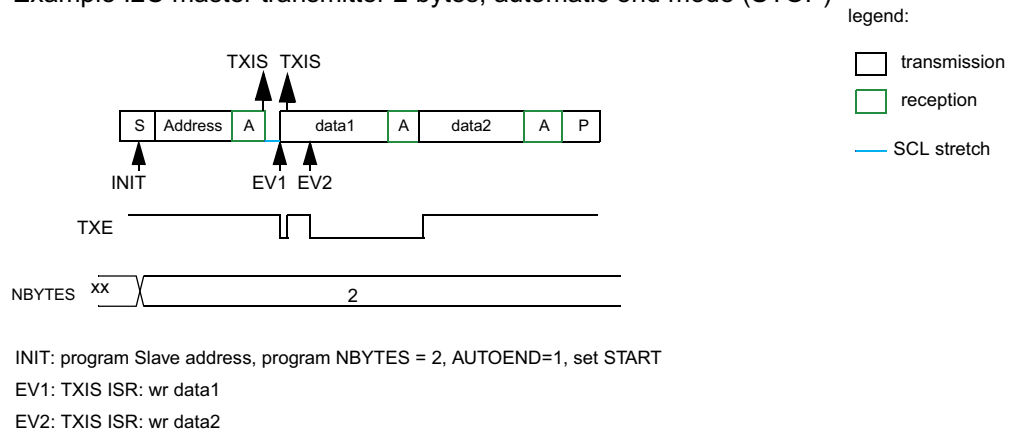 Example I2C master transmitter 2 bytes, automatic end mode (STOP)
legend:
transmission
reception
SCL stretch
TXIS TXIS
S Address A data1 A data2 A P
INIT EV1 EV2
TXE
NBYTES xx 2
INIT: program Slave address, program NBYTES = 2, AUTOEND=1, set START
EV1: TXIS ISR: wr data1
EV2: TXIS ISR: wr data2